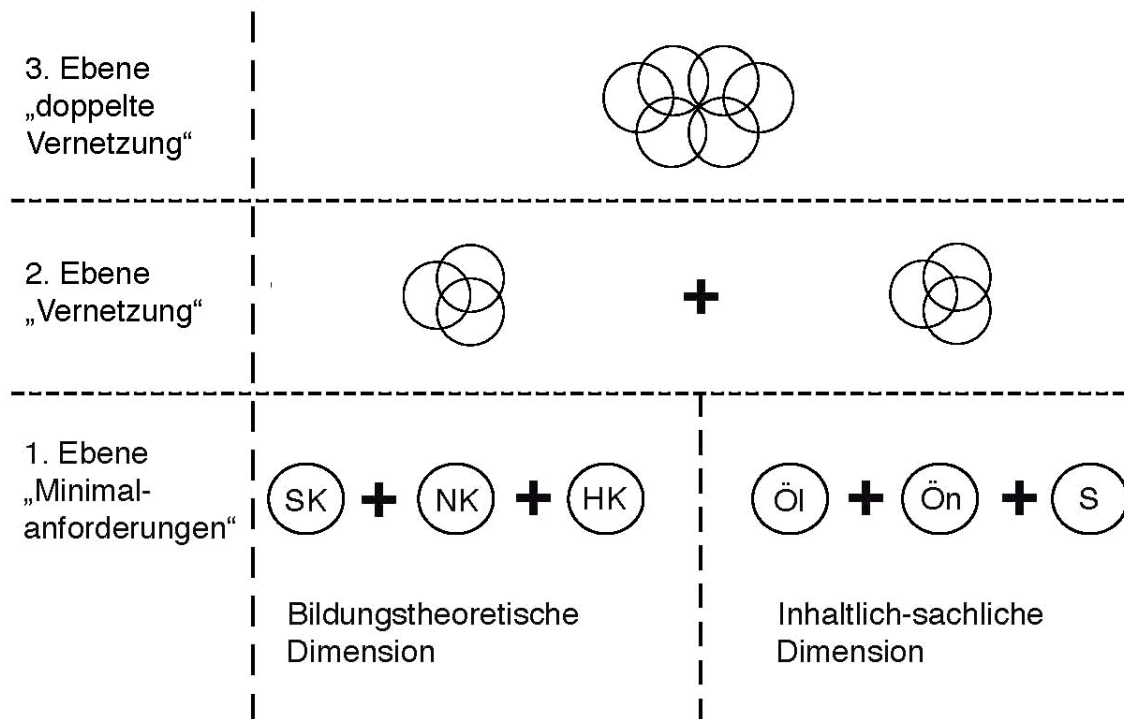 3. Ebene
„doppelte
Vernetzung“
2. Ebene
„Vernetzung“
+
1. Ebene
„Minimal-
anforderungen“
SK + NK + HK
Öl + Ön + S
Bildungstheoretische
Dimension
Inhaltlich-sachliche
Dimension